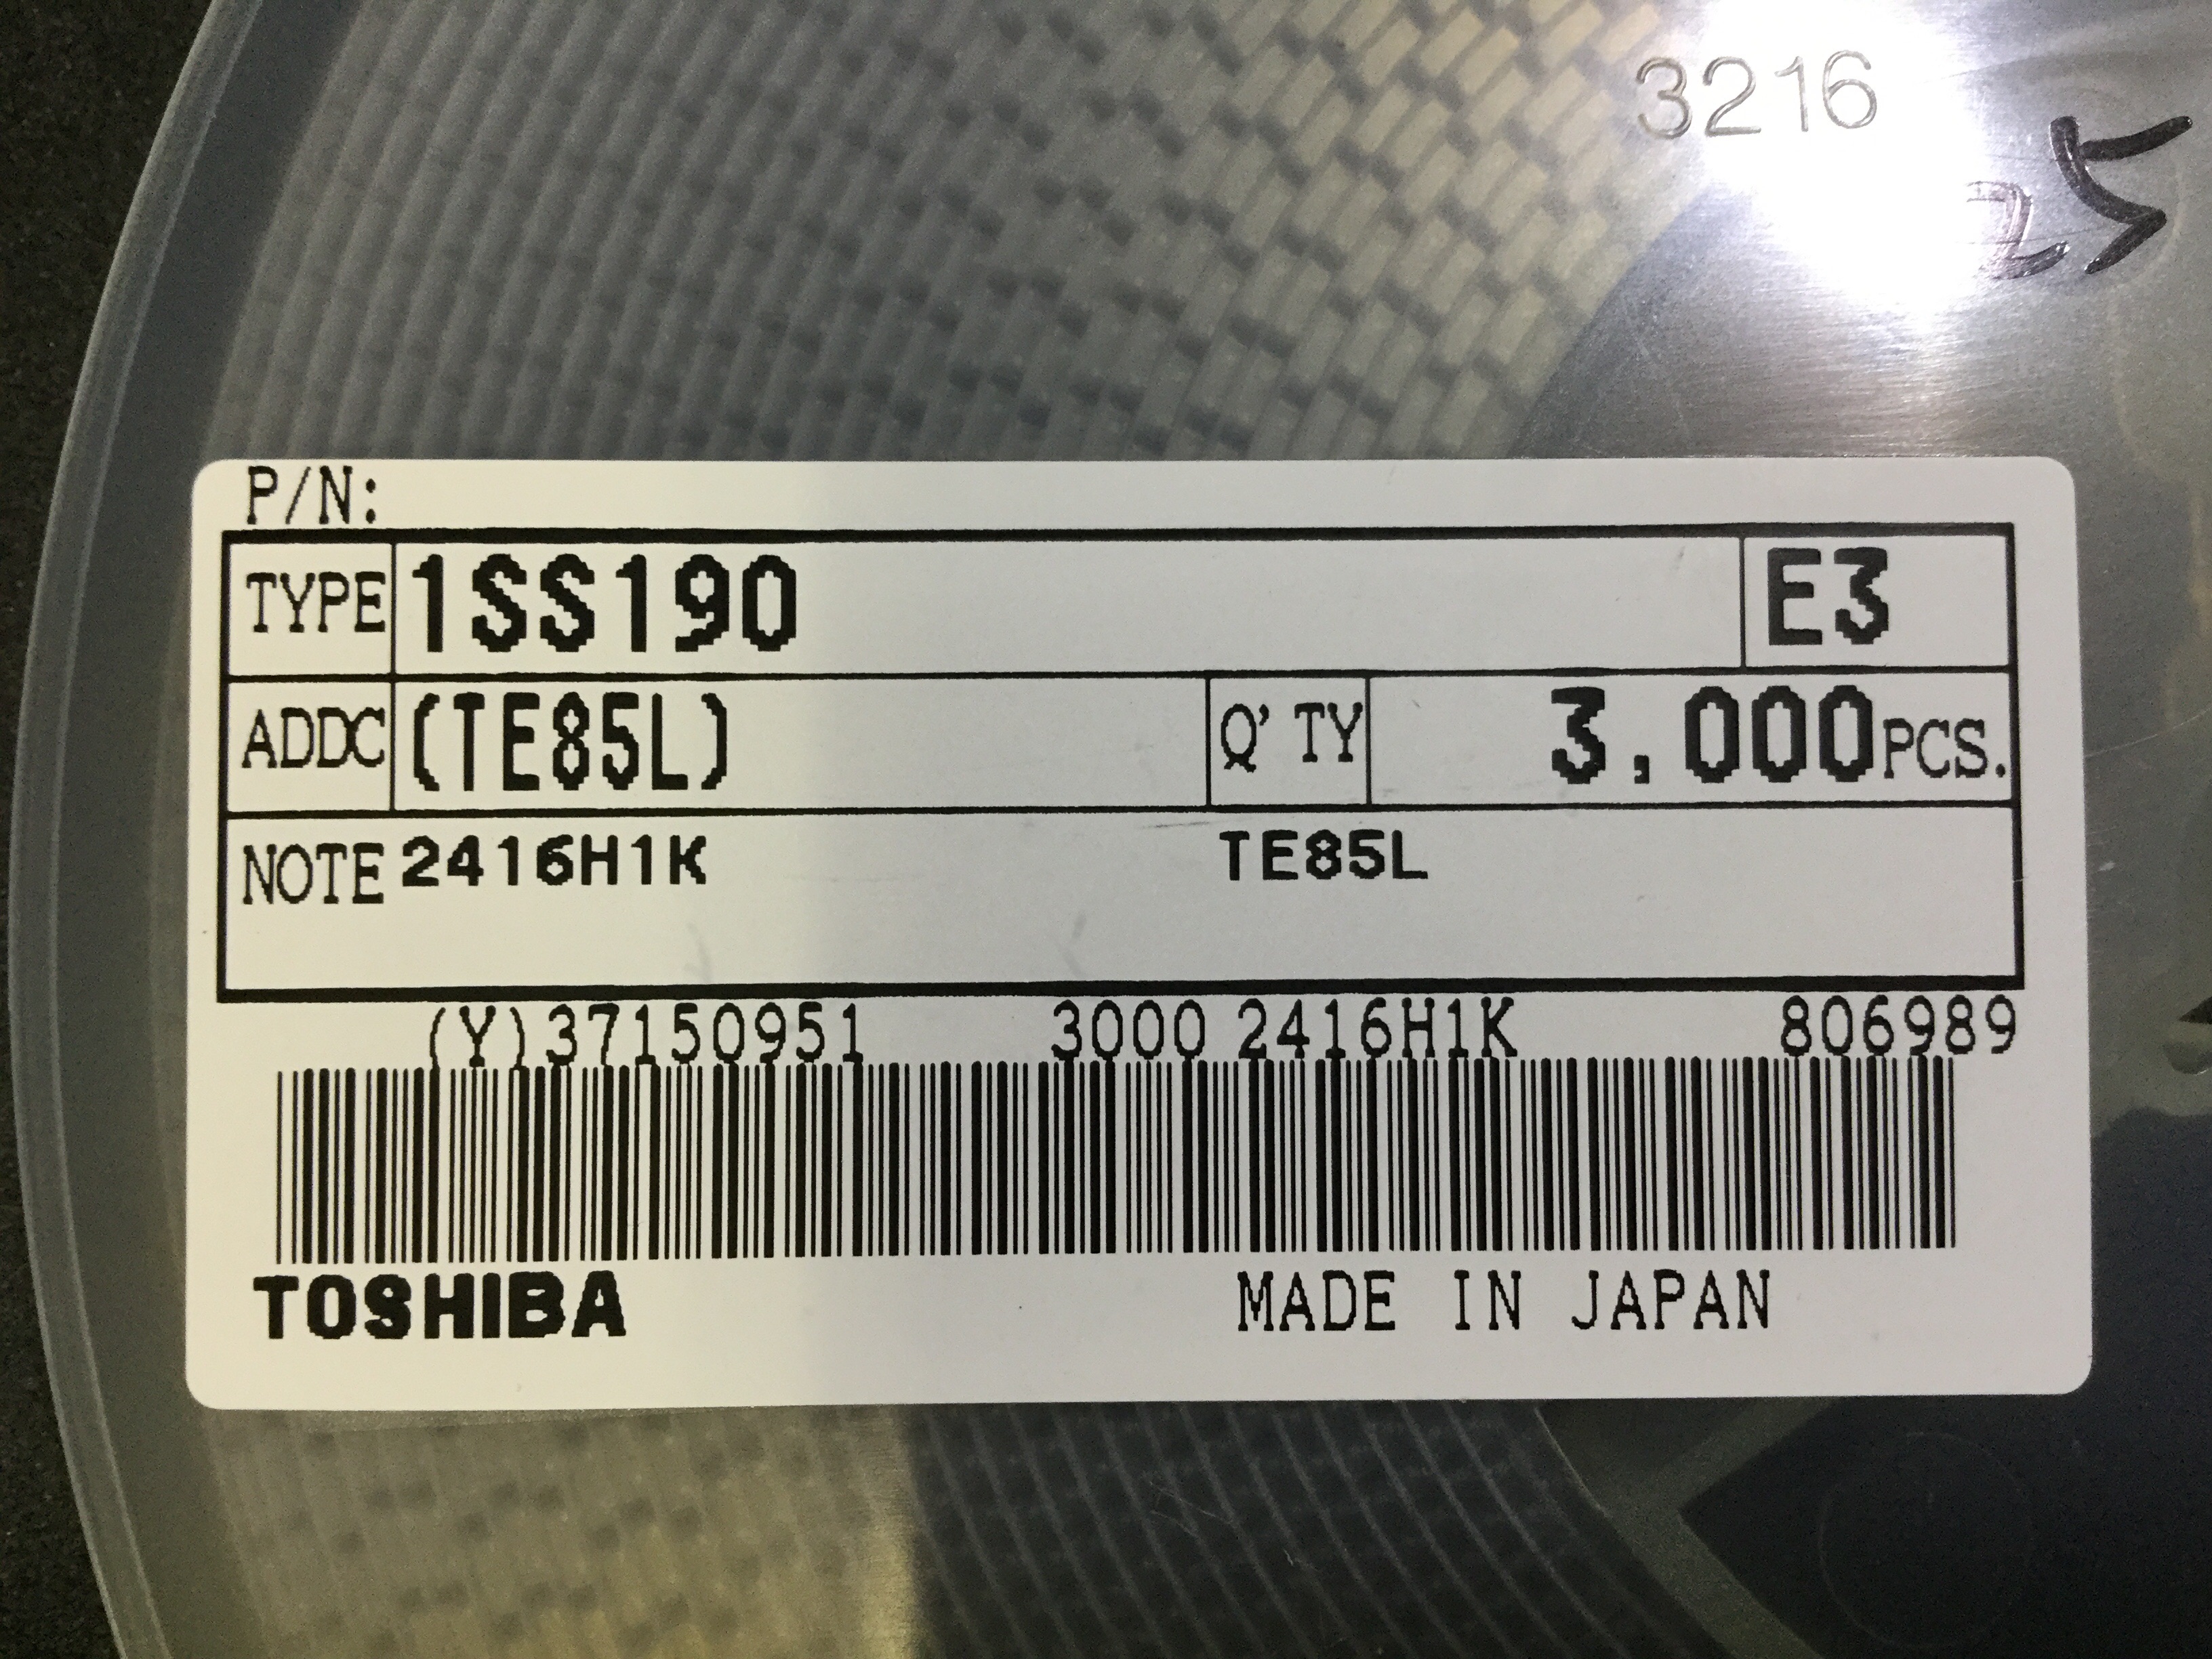 3216
25
P/N:
TYPE 1SS190 E3
ADDC (TE85L) Q'TY 3,000PCS.
NOTE 2416H1K TE85L
(Y)37150951 3000 2416H1K 806989
TOSHIBA MADE IN JAPAN